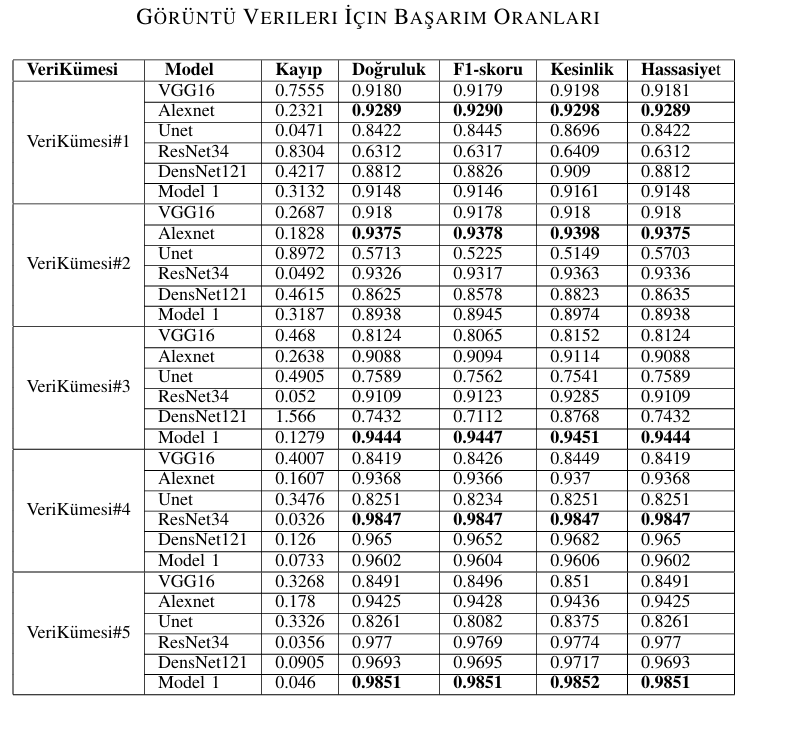 GÖRÜNTÜ VERİLERİ İÇİN BAŞARIM ORANLARI
VeriKümesi Model Kayıp Doğruluk F1-skoru Kesinlik Hassasiyet
VeriKümesi#1
VGG16 0.7555 0.9180 0.9179 0.9198 0.9181
Alexnet 0.2321 0.9289 0.9290 0.9298 0.9289
Unet 0.0471 0.8422 0.8445 0.8696 0.8422
ResNet34 0.8304 0.6312 0.6317 0.6409 0.6312
DensNet121 0.4217 0.8812 0.8826 0.909 0.8812
Model 1 0.3132 0.9148 0.9146 0.9161 0.9148
VeriKümesi#2
VGG16 0.2687 0.918 0.9178 0.918 0.918
Alexnet 0.1828 0.9375 0.9378 0.9398 0.9375
Unet 0.8972 0.5713 0.5225 0.5149 0.5703
ResNet34 0.0492 0.9326 0.9317 0.9363 0.9336
DensNet121 0.4615 0.8625 0.8578 0.8823 0.8635
Model 1 0.3187 0.8938 0.8945 0.8974 0.8938
VeriKümesi#3
VGG16 0.468 0.8124 0.8065 0.8152 0.8124
Alexnet 0.2638 0.9088 0.9094 0.9114 0.9088
Unet 0.4905 0.7589 0.7562 0.7541 0.7589
ResNet34 0.052 0.9109 0.9123 0.9285 0.9109
DensNet121 1.566 0.7432 0.7112 0.8768 0.7432
Model 1 0.1279 0.9444 0.9447 0.9451 0.9444
VeriKümesi#4
VGG16 0.4007 0.8419 0.8426 0.8449 0.8419
Alexnet 0.1607 0.9368 0.9366 0.937 0.9368
Unet 0.3476 0.8251 0.8234 0.8251 0.8251
ResNet34 0.0326 0.9847 0.9847 0.9847 0.9847
DensNet121 0.126 0.965 0.9652 0.9682 0.965
Model 1 0.0733 0.9602 0.9604 0.9606 0.9602
VeriKümesi#5
VGG16 0.3268 0.8491 0.8496 0.851 0.8491
Alexnet 0.178 0.9425 0.9428 0.9436 0.9425
Unet 0.3326 0.8261 0.8082 0.8375 0.8261
ResNet34 0.0356 0.977 0.9769 0.9774 0.977
DensNet121 0.0905 0.9693 0.9695 0.9717 0.9693
Model 1 0.046 0.9851 0.9851 0.9852 0.9851